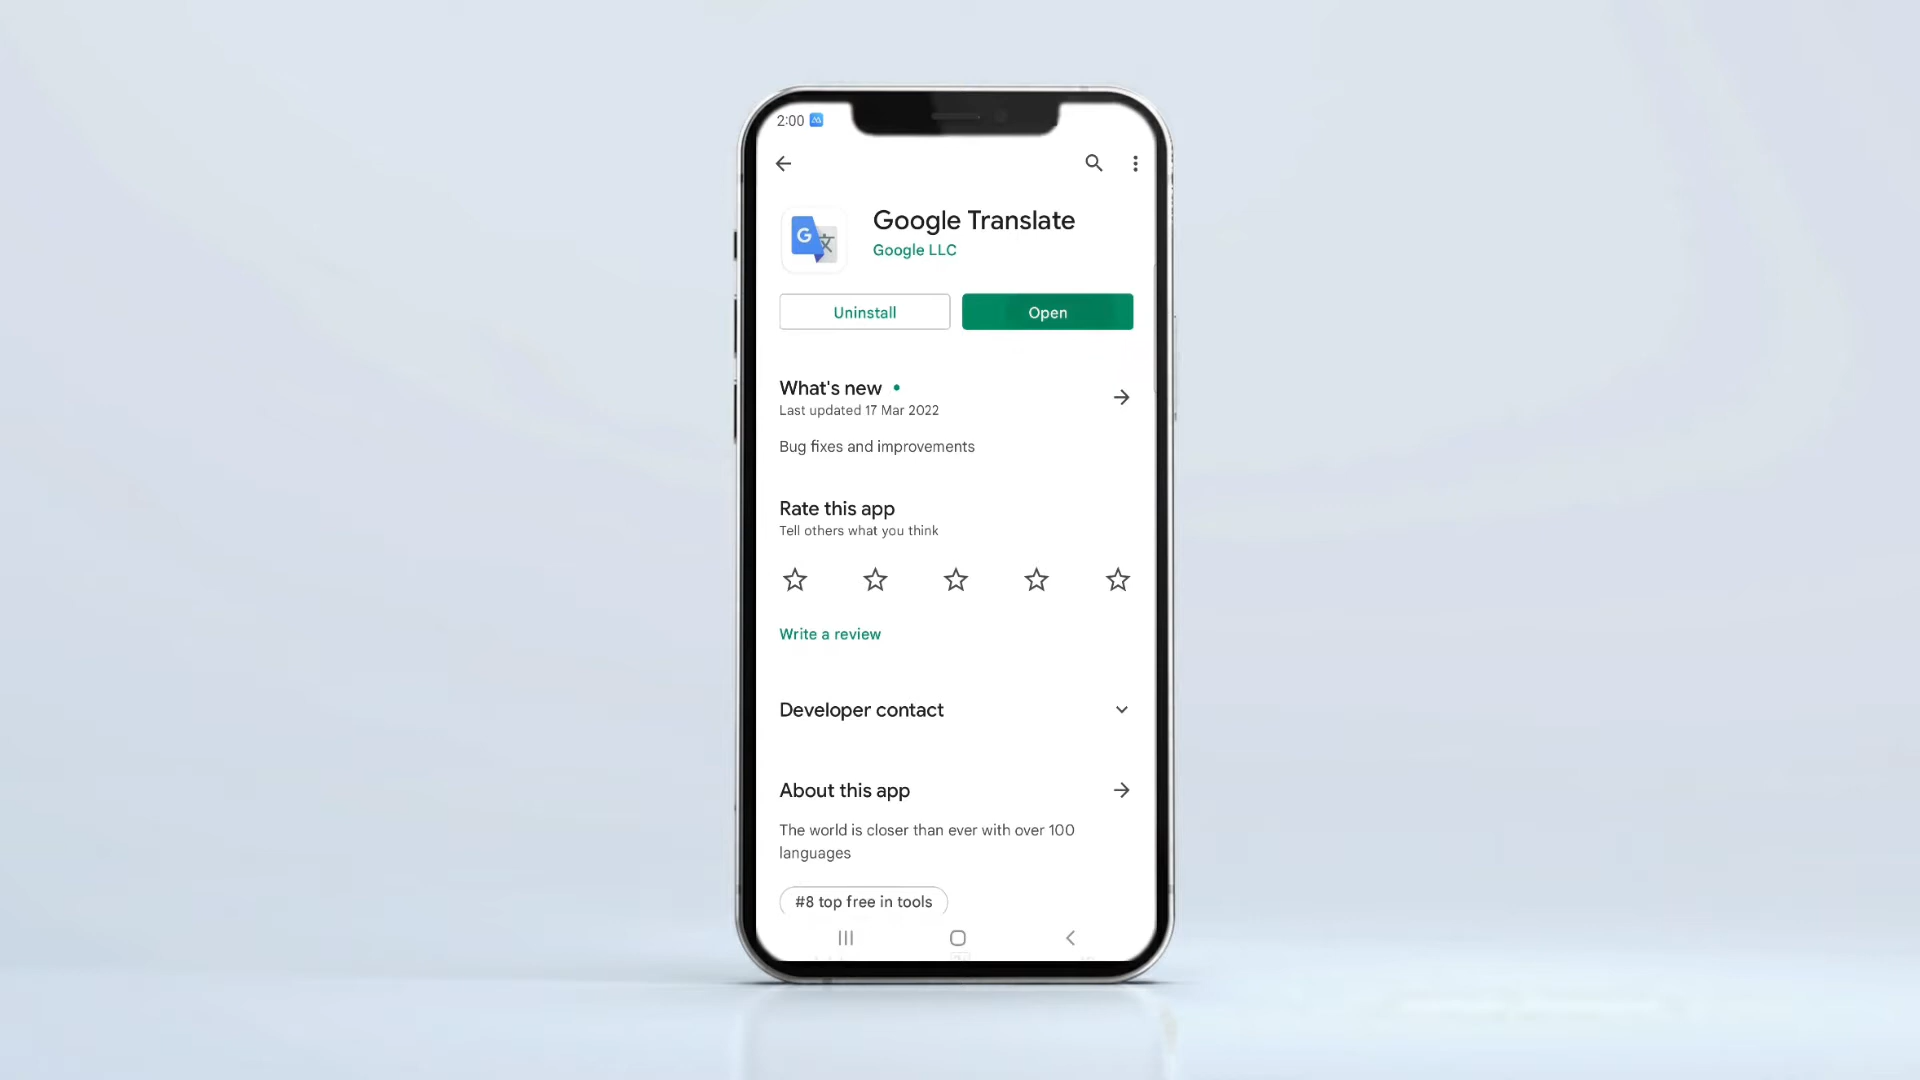 2:00
Google Translate
Google LLC
Uninstall
Open
What's new
Last updated 17 Mar 2022
Bug fixes and improvements
Rate this app
Tell others what you think
Write a review
Developer contact
About this app
The world is closer than ever with over 100
languages
#8 top free in tools